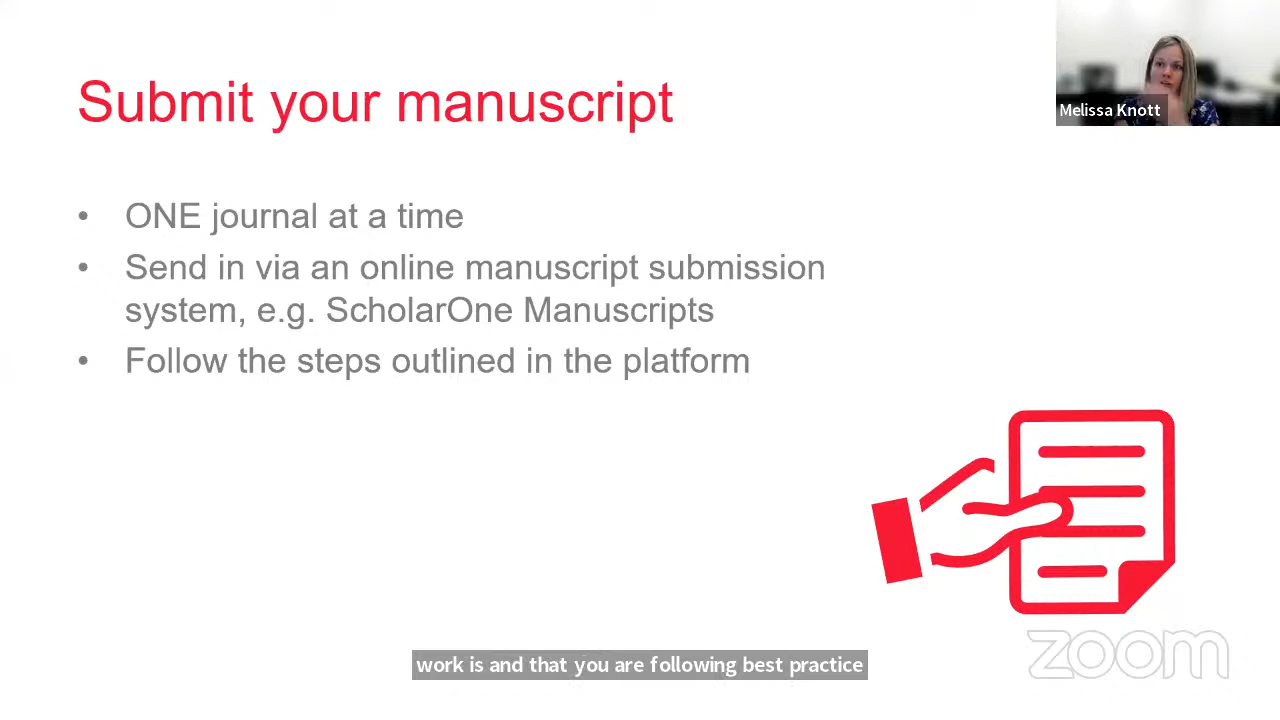 Submit your manuscript
Melissa Knott
• ONE journal at a time
• Send in via an online manuscript submission
system, e.g. ScholarOne Manuscripts
• Follow the steps outlined in the platform
work is and that you are following best practice
zoom